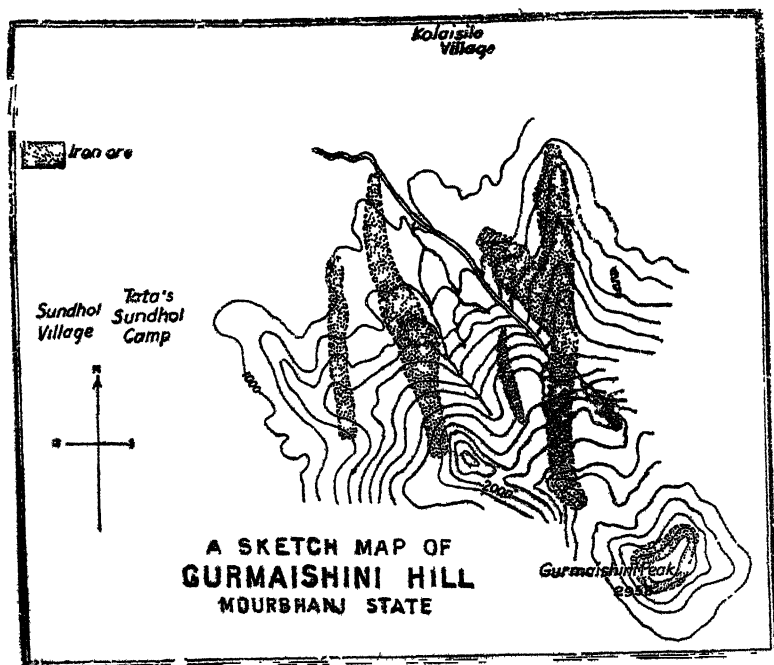 Kolaisila
Village
Iron ore
Sundhol
Village
Tata's
Sundhol
Camp
1000
2000
Gurmaishini Peak
A SKETCH MAP OF
GURMAISHINI HILL
MOURBHANJ STATE